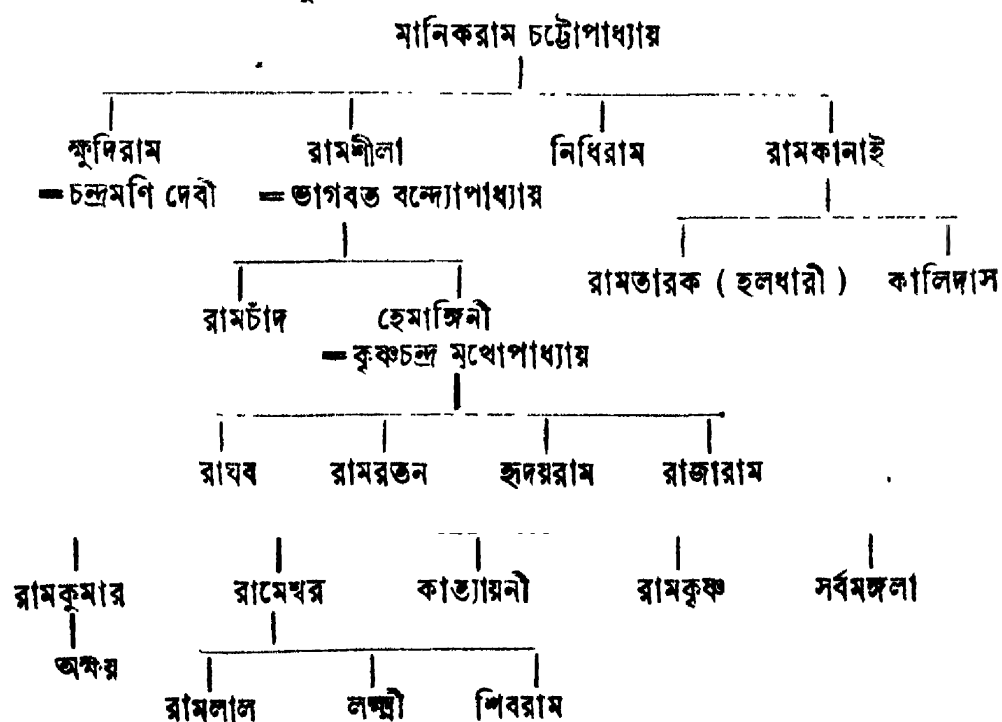 মানিকরাম চট্টোপাধ্যায়
ক্ষুদিরাম রামশীলা নিধিরাম রামকানাই
= চন্দ্রমণি দেবী = ভাগবত বন্দ্যোপাধ্যায়
রামতারক ( হলধারী ) কালিদাস
রামচাঁদ হেমাঙ্গিনী
= কৃষ্ণচন্দ্র মুখোপাধ্যায়
রাঘব রামরতন হৃদয়রাম রাজারাম
রামকুমার রামেশ্বর কাত্যায়নী রামকৃষ্ণ সর্বমঙ্গলা
অক্ষয়
রামলাল লক্ষ্মী শিবরাম